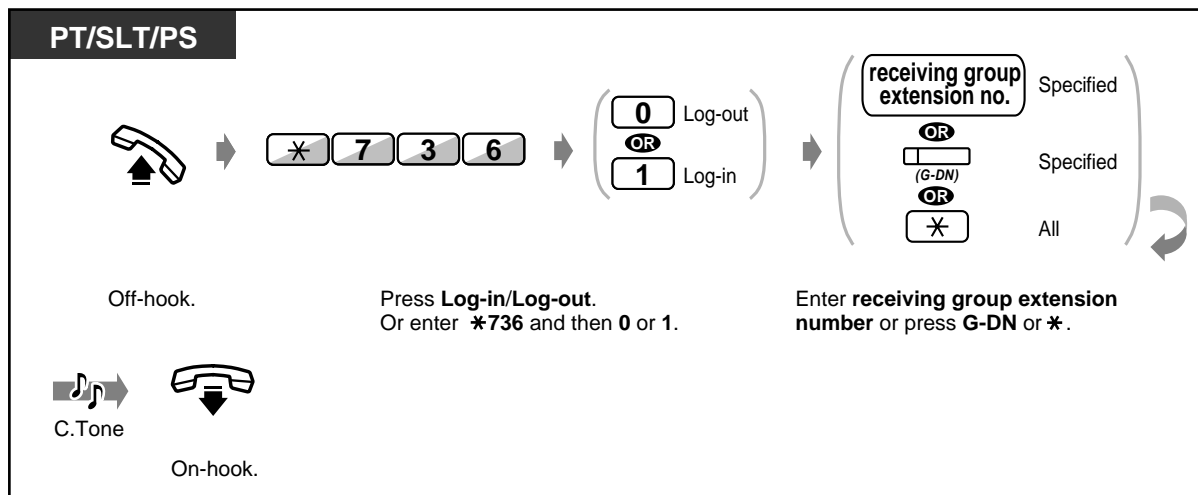 PT/SLT/PS
✳ 7 3 6
0 Log-out
OR
1 Log-in
receiving group
extension no.
Specified
OR
(G-DN)
Specified
OR
✳ All
Off-hook.
Press Log-in/Log-out.
Or enter ✳736 and then 0 or 1.
Enter receiving group extension
number or press G-DN or ✳.
C.Tone
On-hook.